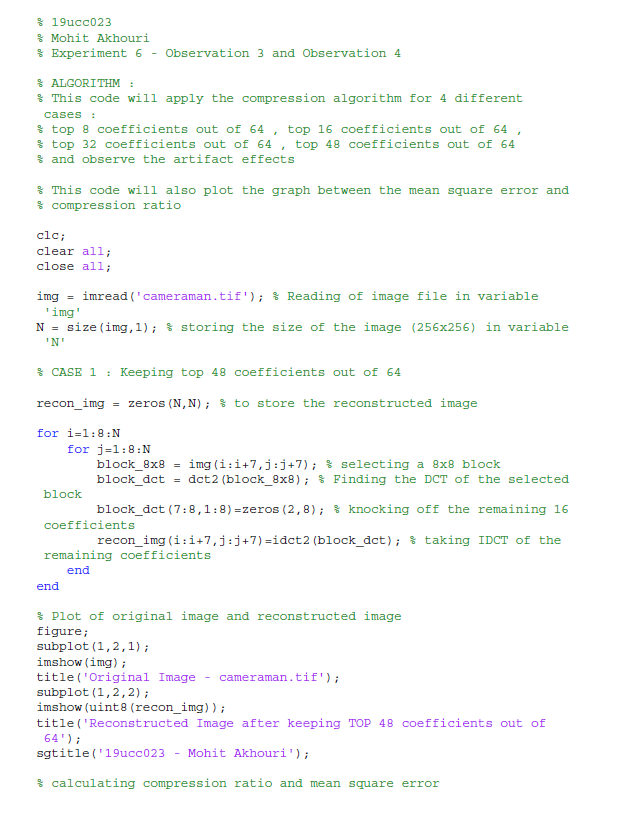 % 19ucc023
% Mohit Akhouri
% Experiment 6 - Observation 3 and Observation 4
% ALGORITHM :
% This code will apply the compression algorithm for 4 different
cases :
% top 8 coefficients out of 64 , top 16 coefficients out of 64 ,
% top 32 coefficients out of 64 , top 48 coefficients out of 64
% and observe the artifact effects
% This code will also plot the graph between the mean square error and
% compression ratio
clc;
clear all;
close all;
img = imread('cameraman.tif'); % Reading of image file in variable
'img'
N = size(img,1); % storing the size of the image (256x256) in variable
'N'
% CASE 1 : Keeping top 48 coefficients out of 64
recon_img = zeros(N,N); % to store the reconstructed image
for i=1:8:N
for j=1:8:N
block_8x8 = img(i:i+7,j:j+7); % selecting a 8x8 block
block_dct = dct2(block_8x8); % Finding the DCT of the selected
block
block_dct(7:8,1:8)=zeros(2,8); % knocking off the remaining 16
coefficients
recon_img(i:i+7,j:j+7)=idct2(block_dct); % taking IDCT of the
remaining coefficients
end
end
% Plot of original image and reconstructed image
figure;
subplot(1,2,1);
imshow(img);
title('Original Image - cameraman.tif');
subplot(1,2,2);
imshow(uint8(recon_img));
title('Reconstructed Image after keeping TOP 48 coefficients out of
64');
sgtitle('19ucc023 - Mohit Akhouri');
% calculating compression ratio and mean square error